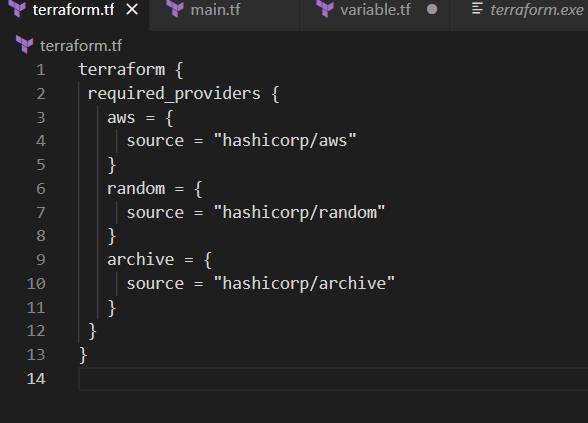 terraform.tf
main.tf
variable.tf
terraform.exe
terraform.tf
1 terraform {
2 required_providers {
3 aws = {
4 source = "hashicorp/aws"
5 }
6 random = {
7 source = "hashicorp/random"
8 }
9 archive = {
10 source = "hashicorp/archive"
11 }
12 }
13 }
14